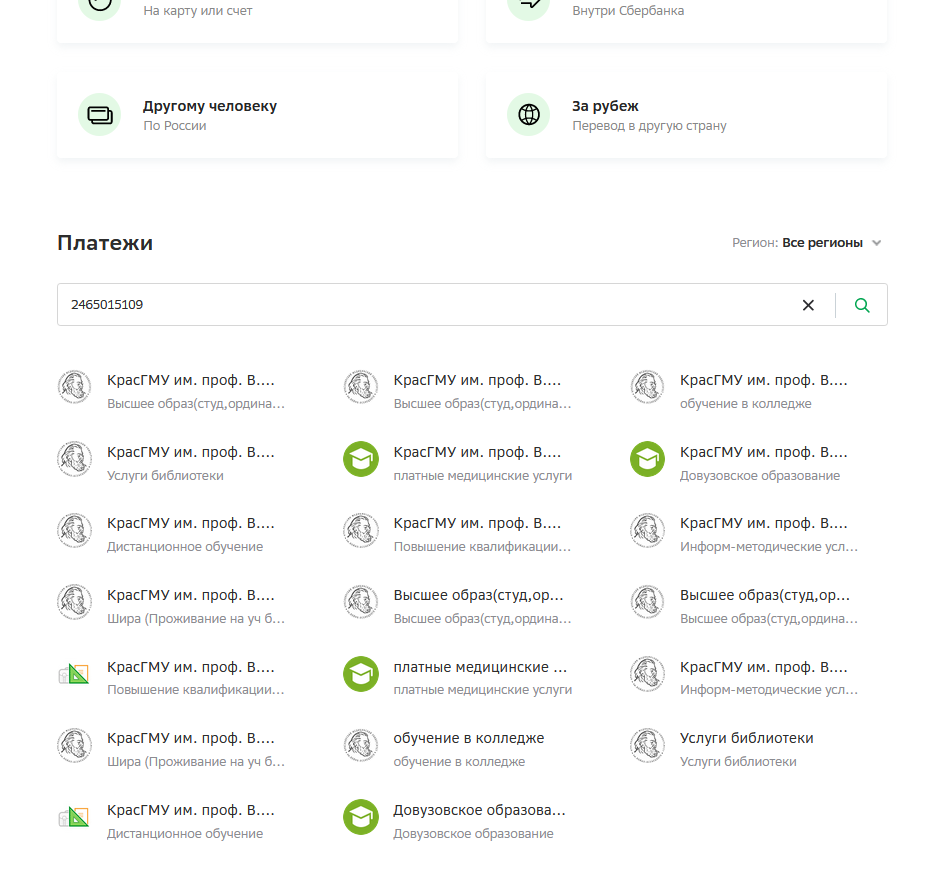 На карту или счет
Внутри Сбербанка
Другому человеку
По России
За рубеж
Перевод в другую страну
Платежи
Регион: Все регионы
2465015109
КрасГМУ им. проф. В....
Высшее образ(студ,ордина...
КрасГМУ им. проф. В....
Высшее образ(студ,ордина...
КрасГМУ им. проф. В....
обучение в колледже
КрасГМУ им. проф. В....
Услуги библиотеки
КрасГМУ им. проф. В....
платные медицинские услуги
КрасГМУ им. проф. В....
Довузовское образование
КрасГМУ им. проф. В....
Дистанционное обучение
КрасГМУ им. проф. В....
Повышение квалификации...
КрасГМУ им. проф. В....
Информ-методические усл...
КрасГМУ им. проф. В....
Шира (Проживание на уч б...
Высшее образ(студ,ор...
Высшее образ(студ,ордина...
Высшее образ(студ,ор...
Высшее образ(студ,ордина...
КрасГМУ им. проф. В....
Повышение квалификации...
платные медицинские ...
платные медицинские услуги
КрасГМУ им. проф. В....
Информ-методические усл...
КрасГМУ им. проф. В....
Шира (Проживание на уч б...
обучение в колледже
обучение в колледже
Услуги библиотеки
Услуги библиотеки
КрасГМУ им. проф. В....
Дистанционное обучение
Довузовское образова...
Довузовское образование